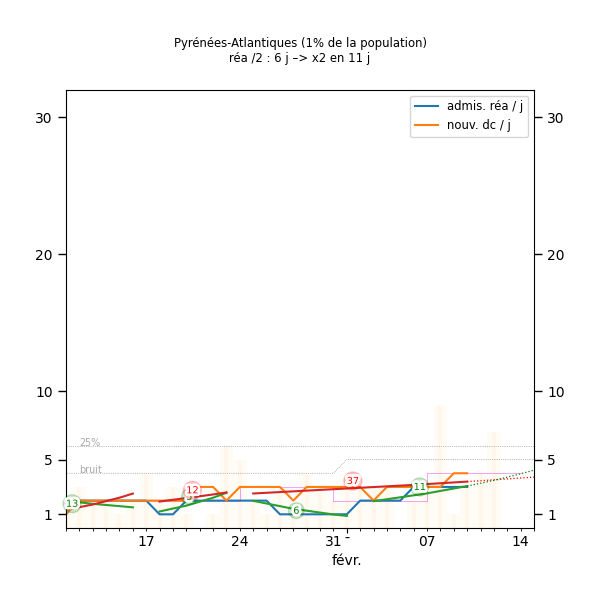 Pyrénées-Atlantiques (1% de la population)
réa /2 : 6 j –> x2 en 11 j
admis. réa / j
nouv. dc / j
30 30
20 20
10 10
25%
5 5
bruit
37
12
11
13
6
1 1
17 24 31 07 14
févr.